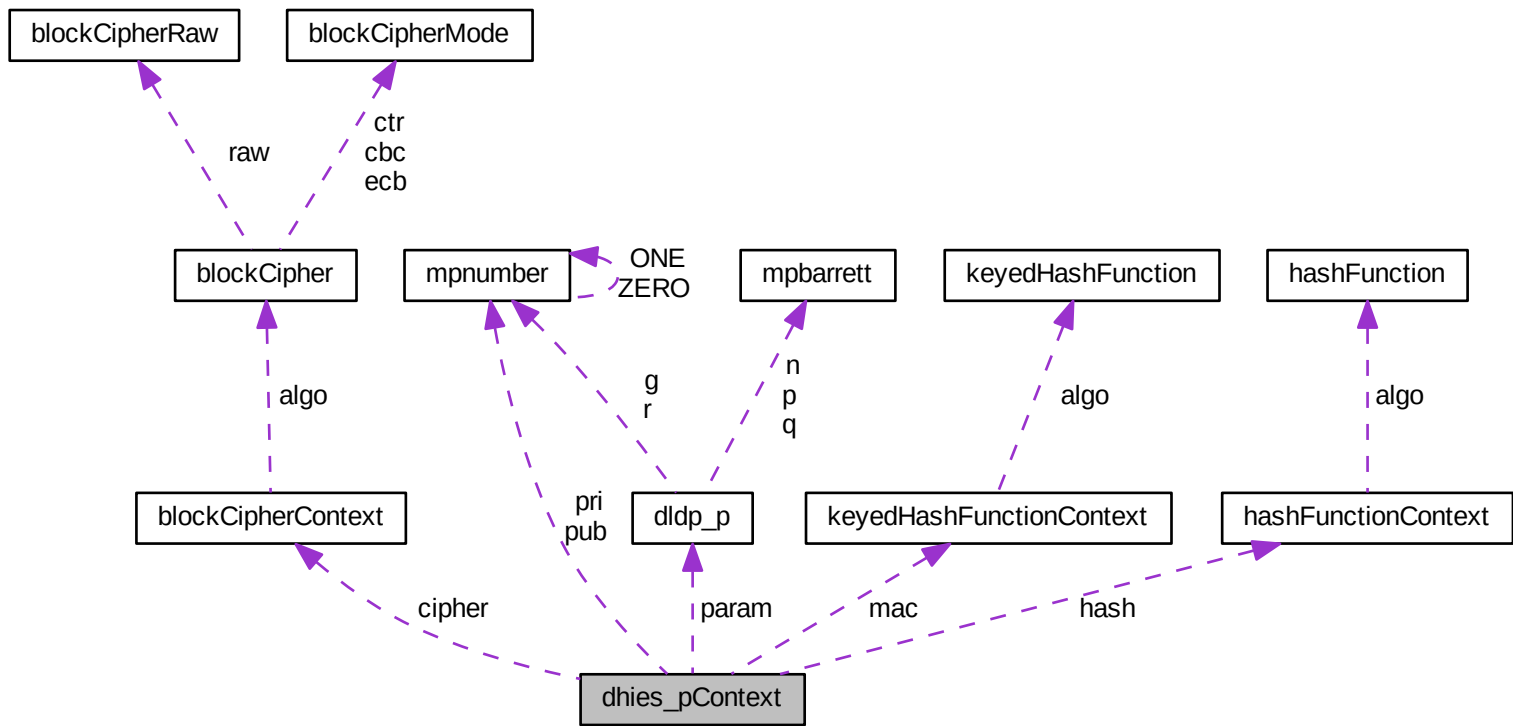 blockCipherRaw
blockCipherMode
raw
ctr
cbc
ecb
blockCipher
mpnumber
ONE
ZERO
mpbarrett
keyedHashFunction
hashFunction
algo
g
r
n
p
q
algo
algo
blockCipherContext
pri
pub
dldp_p
keyedHashFunctionContext
hashFunctionContext
cipher
param
mac
hash
dhies_pContext